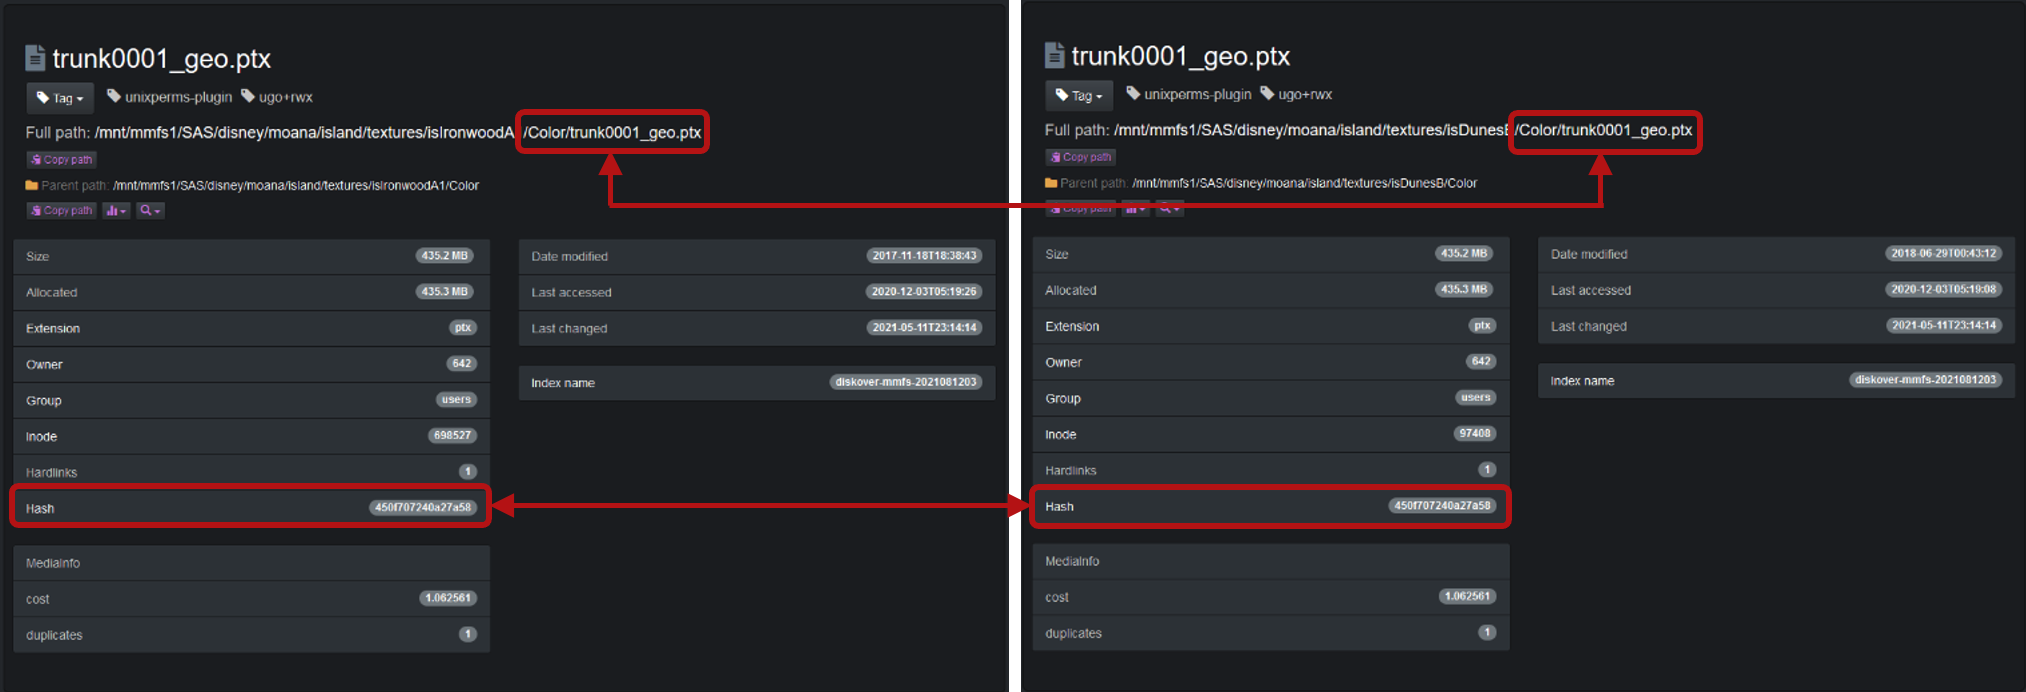 trunk0001_geo.ptx
Tag unixperms-plugin ugo+rwx
Full path: /mnt/mmfs1/SAS/disney/moana/island/textures/isIronwoodA /Color/trunk0001_geo.ptx
Copy path
Parent path: /mnt/mmfs1/SAS/disney/moana/island/textures/isIronwoodA1/Color
Copy path
Size 435.2 MB
Allocated 435.3 MB
Extension ptx
Owner 642
Group users
Inode 698527
Hardlinks 1
Hash 450f707240a27a58
MediaInfo
cost 1.062561
duplicates 1
Date modified 2017-11-18T18:38:43
Last accessed 2020-12-03T05:19:26
Last changed 2021-05-11T23:14:14
Index name diskover-mmfs-2021081203
trunk0001_geo.ptx
Tag unixperms-plugin ugo+rwx
Full path: /mnt/mmfs1/SAS/disney/moana/island/textures/isDunesB/Color/trunk0001_geo.ptx
Copy path
Parent path: /mnt/mmfs1/SAS/disney/moana/island/textures/isDunesB/Color
Copy path
Size 435.2 MB
Allocated 435.3 MB
Extension ptx
Owner 642
Group users
Inode 97408
Hardlinks 1
Hash 450f707240a27a58
MediaInfo
cost 1.062561
duplicates 1
Date modified 2018-06-29T00:43:12
Last accessed 2020-12-03T05:19:08
Last changed 2021-05-11T23:14:14
Index name diskover-mmfs-2021081203